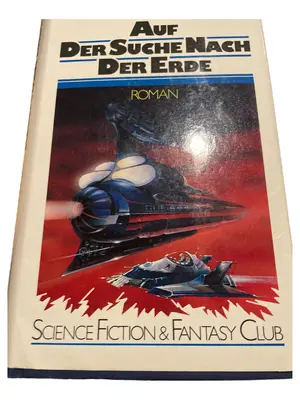 AUF
DER SUCHE NACH
DER ERDE
ROMAN
SCIENCE FICTION & FANTASY CLUB